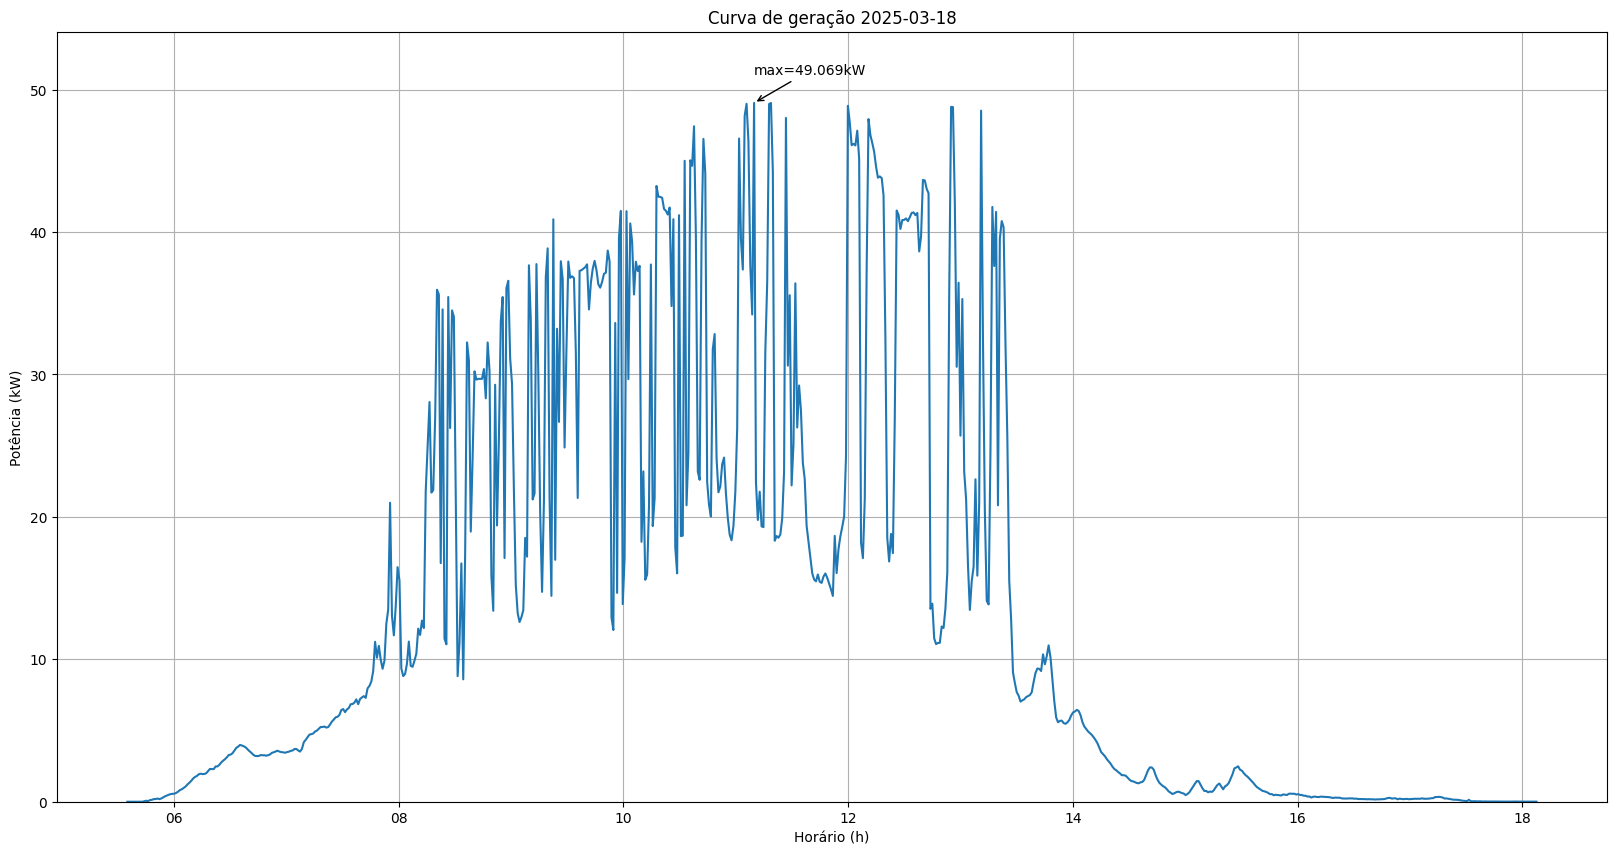 Curva de geração 2025-03-18
max=49.069kW
Potência (kW)
50
40
30
20
10
0
06 08 10 12 14 16 18
Horário (h)